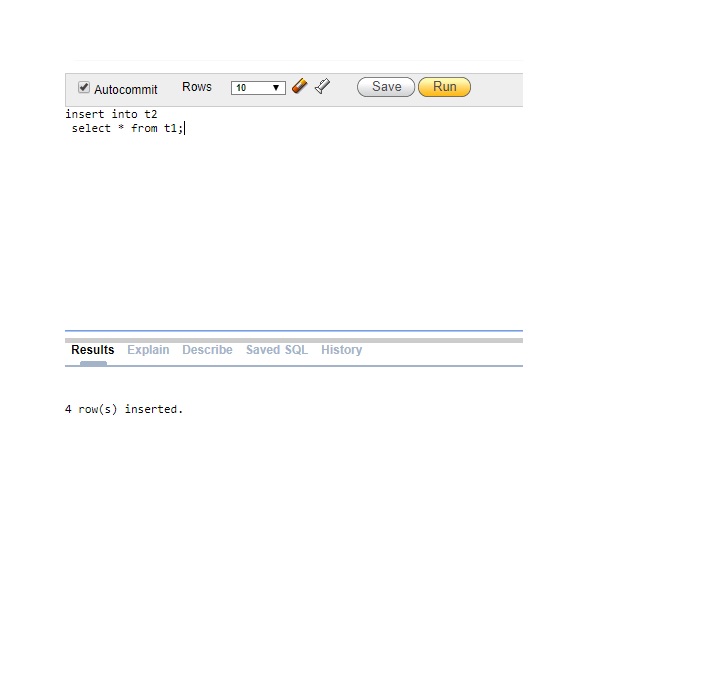 Autocommit Rows 10 Save Run
insert into t2
select * from t1;
Results Explain Describe Saved SQL History
4 row(s) inserted.